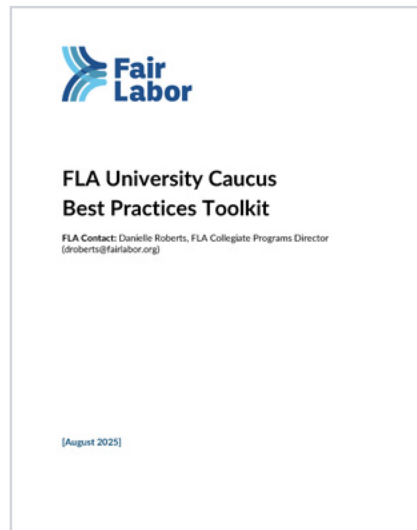 Fair
Labor
FLA University Caucus
Best Practices Toolkit
FLA Contact: Danielle Roberts, FLA Collegiate Programs Director
(droberts@fairlabor.org)
[August 2025]